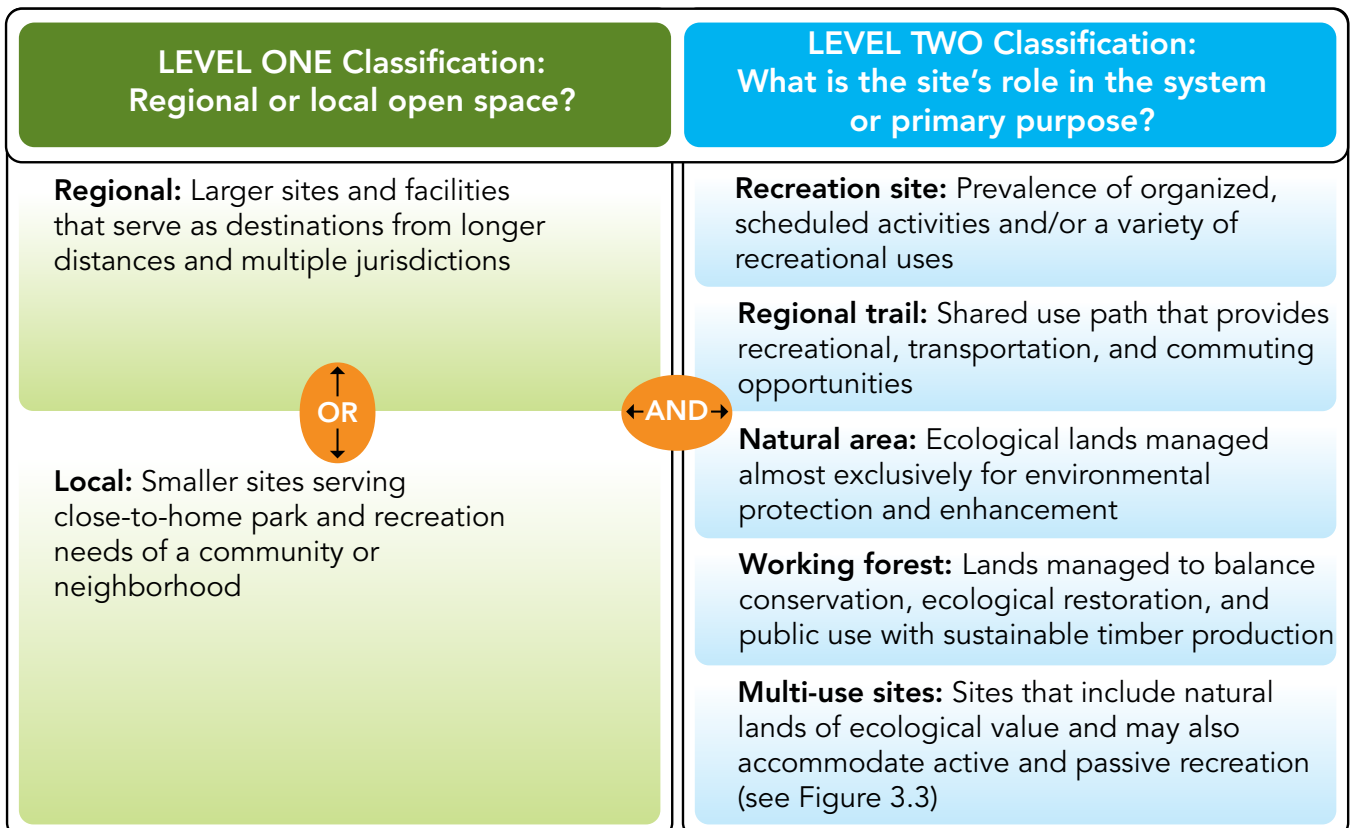 LEVEL ONE Classification:
Regional or local open space?
Regional: Larger sites and facilities
that serve as destinations from longer
distances and multiple jurisdictions
OR
Local: Smaller sites serving
close-to-home park and recreation
needs of a community or
neighborhood
AND
LEVEL TWO Classification:
What is the site's role in the system
or primary purpose?
Recreation site: Prevalence of organized,
scheduled activities and/or a variety of
recreational uses
Regional trail: Shared use path that provides
recreational, transportation, and commuting
opportunities
Natural area: Ecological lands managed
almost exclusively for environmental
protection and enhancement
Working forest: Lands managed to balance
conservation, ecological restoration, and
public use with sustainable timber production
Multi-use sites: Sites that include natural
lands of ecological value and may also
accommodate active and passive recreation
(see Figure 3.3)